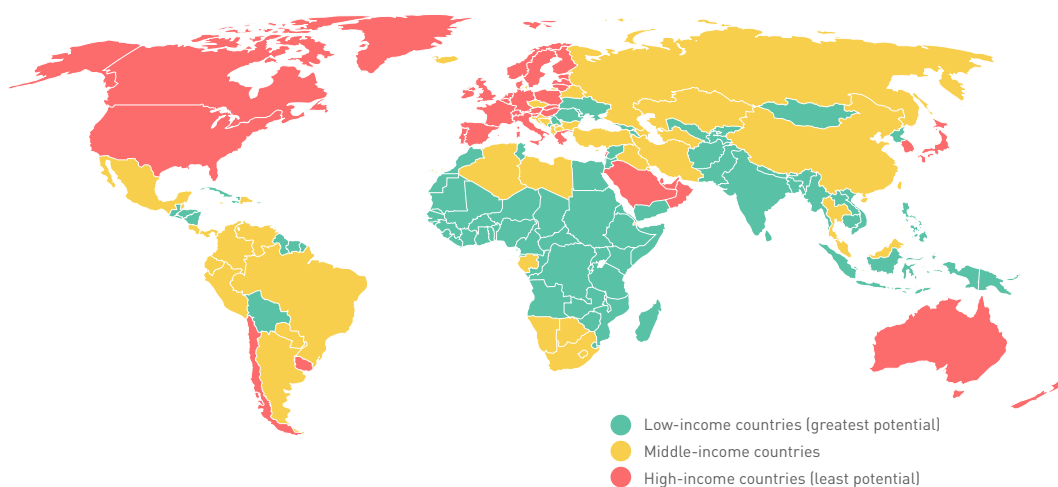 Low-income countries (greatest potential)
Middle-income countries
High-income countries (least potential)